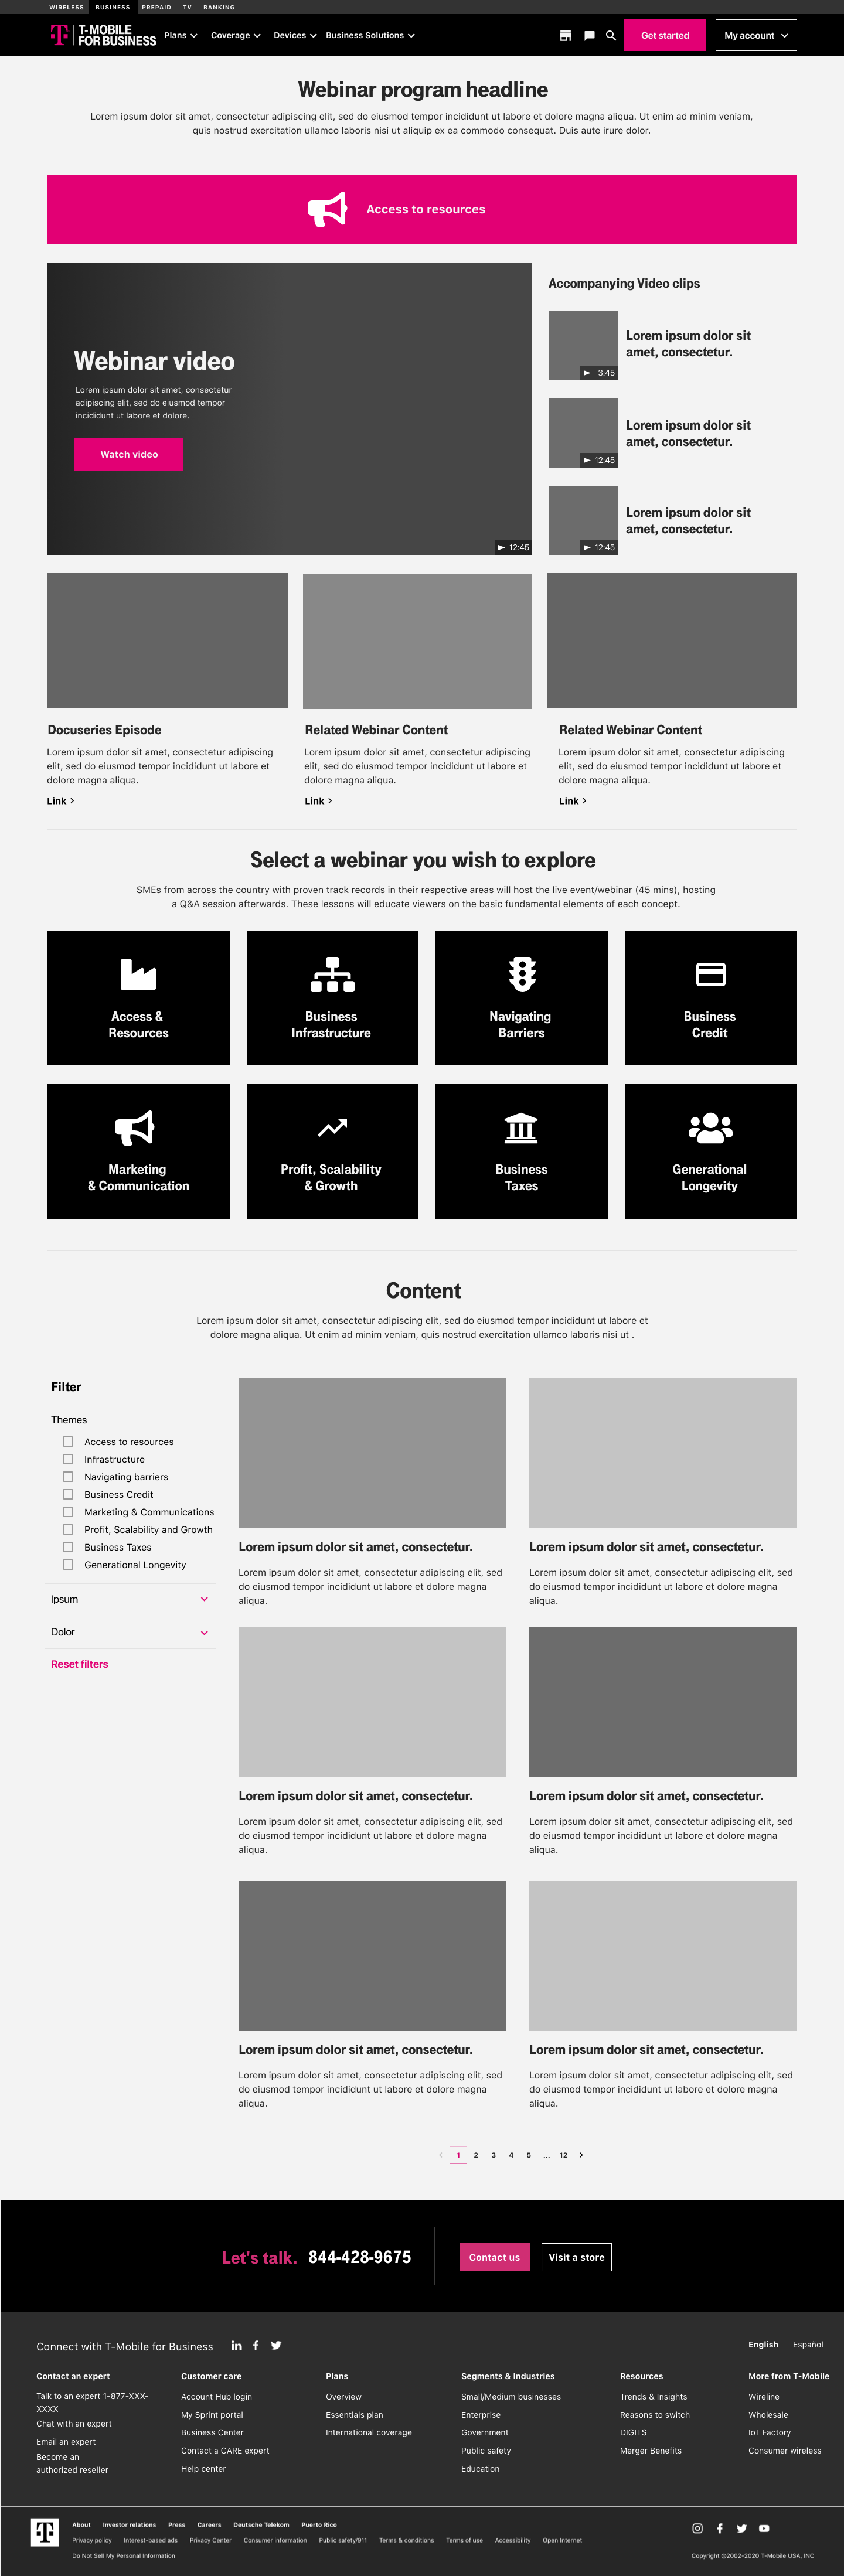 WIRELESS BUSINESS PREPAID TV BANKING
T-MOBILE
FOR BUSINESS
Plans Coverage Devices Business Solutions Get started My account
Webinar program headline
Lorem ipsum dolor sit amet, consectetur adipiscing elit, sed do eiusmod tempor incididunt ut labore et dolore magna aliqua. Ut enim ad minim veniam,
quis nostrud exercitation ullamco laboris nisi ut aliquip ex ea commodo consequat. Duis aute irure dolor.
Access to resources
Webinar video
Lorem ipsum dolor sit amet, consectetur
adipiscing elit, sed do eiusmod tempor
incididunt ut labore et dolore.
Watch video
12:45
Accompanying Video clips
Lorem ipsum dolor sit
amet, consectetur.
3:45
Lorem ipsum dolor sit
amet, consectetur.
12:45
Lorem ipsum dolor sit
amet, consectetur.
12:45
Docuseries Episode
Lorem ipsum dolor sit amet, consectetur adipiscing
elit, sed do eiusmod tempor incididunt ut labore et
dolore magna aliqua.
Link
Related Webinar Content
Lorem ipsum dolor sit amet, consectetur adipiscing
elit, sed do eiusmod tempor incididunt ut labore et
dolore magna aliqua.
Link
Related Webinar Content
Lorem ipsum dolor sit amet, consectetur adipiscing
elit, sed do eiusmod tempor incididunt ut labore et
dolore magna aliqua.
Link
Select a webinar you wish to explore
SMEs from across the country with proven track records in their respective areas will host the live event/webinar (45 mins), hosting
a Q&A session afterwards. These lessons will educate viewers on the basic fundamental elements of each concept.
Access &
Resources
Business
Infrastructure
Navigating
Barriers
Business
Credit
Marketing
& Communication
Profit, Scalability
& Growth
Business
Taxes
Generational
Longevity
Content
Lorem ipsum dolor sit amet, consectetur adipiscing elit, sed do eiusmod tempor incididunt ut labore et
dolore magna aliqua. Ut enim ad minim veniam, quis nostrud exercitation ullamco laboris nisi ut .
Filter
Themes
Access to resources
Infrastructure
Navigating barriers
Business Credit
Marketing & Communications
Profit, Scalability and Growth
Business Taxes
Generational Longevity
Ipsum
Dolor
Reset filters
Lorem ipsum dolor sit amet, consectetur.
Lorem ipsum dolor sit amet, consectetur adipiscing elit, sed
do eiusmod tempor incididunt ut labore et dolore magna
aliqua.
Lorem ipsum dolor sit amet, consectetur.
Lorem ipsum dolor sit amet, consectetur adipiscing elit, sed
do eiusmod tempor incididunt ut labore et dolore magna
aliqua.
Lorem ipsum dolor sit amet, consectetur.
Lorem ipsum dolor sit amet, consectetur adipiscing elit, sed
do eiusmod tempor incididunt ut labore et dolore magna
aliqua.
Lorem ipsum dolor sit amet, consectetur.
Lorem ipsum dolor sit amet, consectetur adipiscing elit, sed
do eiusmod tempor incididunt ut labore et dolore magna
aliqua.
Lorem ipsum dolor sit amet, consectetur.
Lorem ipsum dolor sit amet, consectetur adipiscing elit, sed
do eiusmod tempor incididunt ut labore et dolore magna
aliqua.
Lorem ipsum dolor sit amet, consectetur.
Lorem ipsum dolor sit amet, consectetur adipiscing elit, sed
do eiusmod tempor incididunt ut labore et dolore magna
aliqua.
1 2 3 4 5 ... 12
Let's talk. 844-428-9675 Contact us Visit a store
Connect with T-Mobile for Business
English Español
Contact an expert
Talk to an expert 1-877-XXX-
XXXX
Chat with an expert
Email an expert
Become an
authorized reseller
Customer care
Account Hub login
My Sprint portal
Business Center
Contact a CARE expert
Help center
Plans
Overview
Essentials plan
International coverage
Segments & Industries
Small/Medium businesses
Enterprise
Government
Public safety
Education
Resources
Trends & Insights
Reasons to switch
DIGITS
Merger Benefits
More from T-Mobile
Wireline
Wholesale
IoT Factory
Consumer wireless
About Investor relations Press Careers Deutsche Telekom Puerto Rico
Privacy policy Interest-based ads Privacy Center Consumer information Public safety/911 Terms & conditions Terms of use Accessibility Open Internet
Do Not Sell My Personal Information
Copyright ©2002-2020 T-Mobile USA, INC